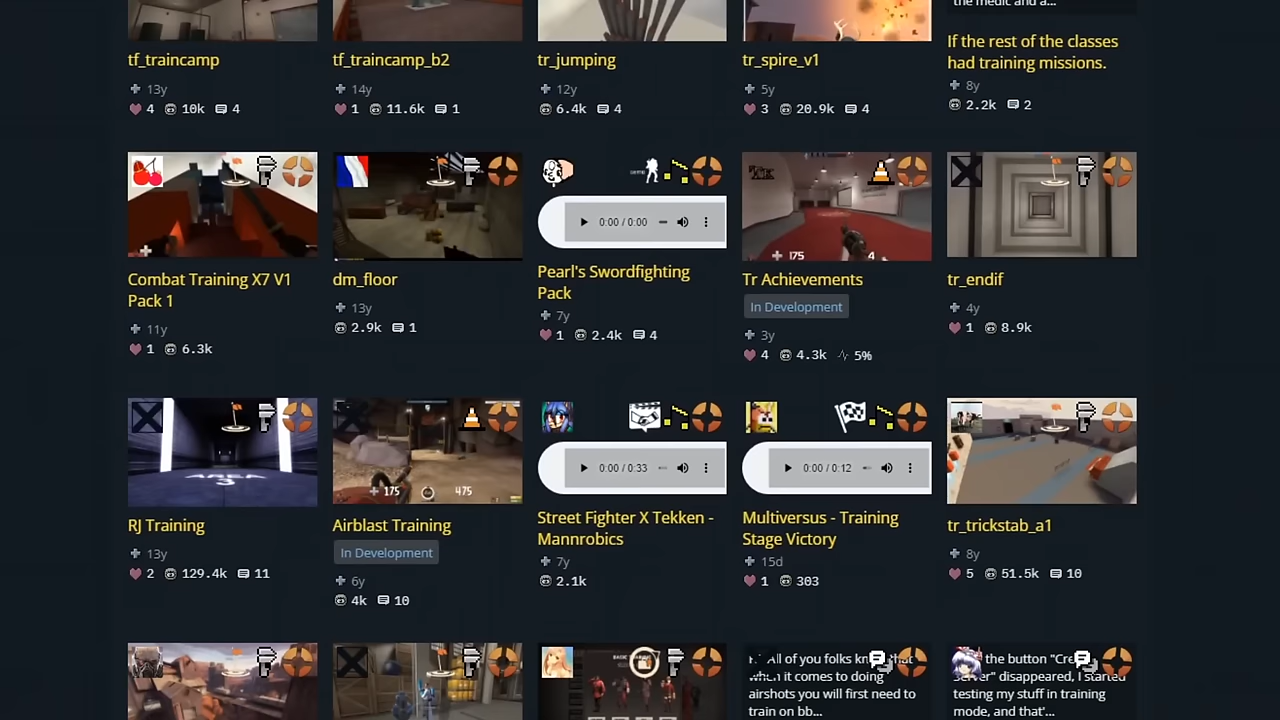 the medic and a...
tf_traincamp
13y
4 10k 4
tf_traincamp_b2
14y
1 11.6k 1
tr_jumping
12y
6.4k 4
tr_spire_v1
5y
3 20.9k 4
If the rest of the classes
had training missions.
8y
2.2k 2
Combat Training X7 V1
Pack 1
11y
1 6.3k
dm_floor
13y
2.9k 1
0:00 / 0:00
Pearl's Swordfighting
Pack
7y
1 2.4k 4
175 4
Tr Achievements
In Development
3y
4 4.3k 5%
tr_endif
4y
1 8.9k
AREA
3
RJ Training
13y
2 129.4k 11
175 475
Airblast Training
In Development
6y
4k 10
0:00 / 0:33
Street Fighter X Tekken -
Mannrobics
7y
2.1k
0:00 / 0:12
Multiversus - Training
Stage Victory
15d
1 303
tr_trickstab_a1
8y
5 51.5k 10
All of you folks
when it comes to doing
airshots you will first need to
train on bb...
the button
disappeared, I started
testing my stuff in training
mode, and that'...